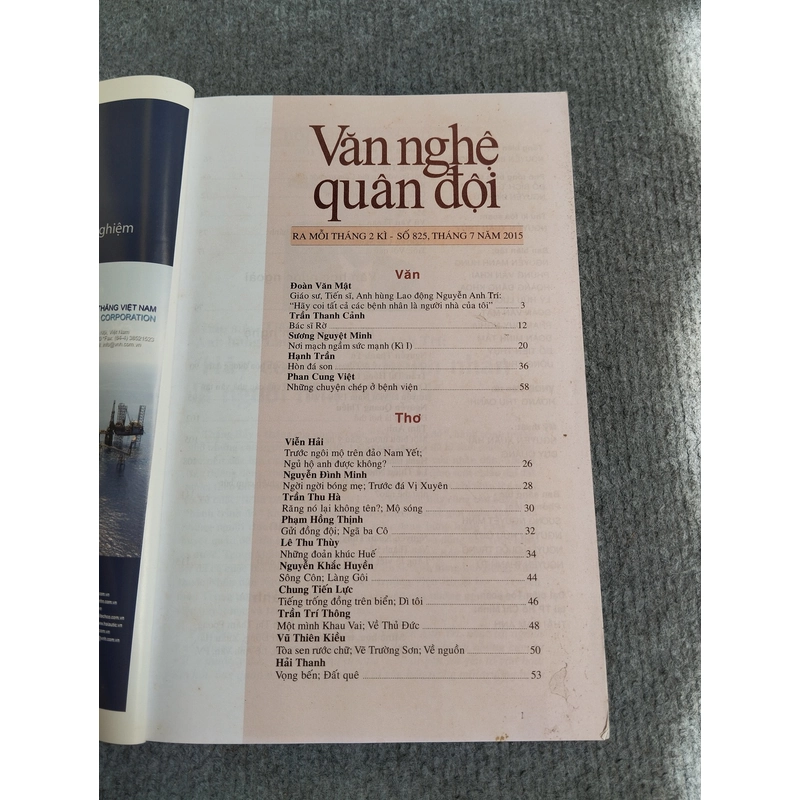 ghiệm
THẮNG VIỆT NAM
CORPORATION
Văn nghệ
quân đội
RA MỖI THÁNG 2 KÌ - SỐ 825, THÁNG 7 NĂM 2015
Văn
Đoàn Văn Mật
Giáo sư, Tiến sĩ, Anh hùng Lao động Nguyễn Anh Trí:
“Hãy coi tất cả các bệnh nhân là người nhà của tôi” 3
Trần Thanh Cảnh
Bác sĩ Rờ 12
Sương Nguyệt Minh
Nơi mạch ngầm sức mạnh (Kì I) 20
Hạnh Trần
Hòn đá son 36
Phan Cung Việt
Những chuyện chép ở bệnh viện 58
Thơ
Viễn Hải
Trước ngôi mộ trên đảo Nam Yết;
Ngủ hộ anh được không? 26
Nguyễn Đình Minh
Ngời ngời bóng mẹ; Trước đá Vị Xuyên 28
Trần Thu Hà
Răng nó lại không tên?; Mộ sóng 30
Phạm Hồng Thịnh
Gửi đồng đội; Ngã ba Cô 32
Lê Thu Thùy
Những đoản khúc Huế 34
Nguyễn Khắc Huyền
Sông Côn; Làng Gôi 44
Chung Tiến Lực
Tiếng trống đồng trên biển; Dì tôi 46
Trần Trí Thông
Một mình Khau Vai; Về Thủ Đức 48
Vũ Thiên Kiều
Tòa sen rước chữ; Vẽ Trường Sơn; Về nguồn 50
Hải Thanh
Vọng bến; Đất quê 53
1